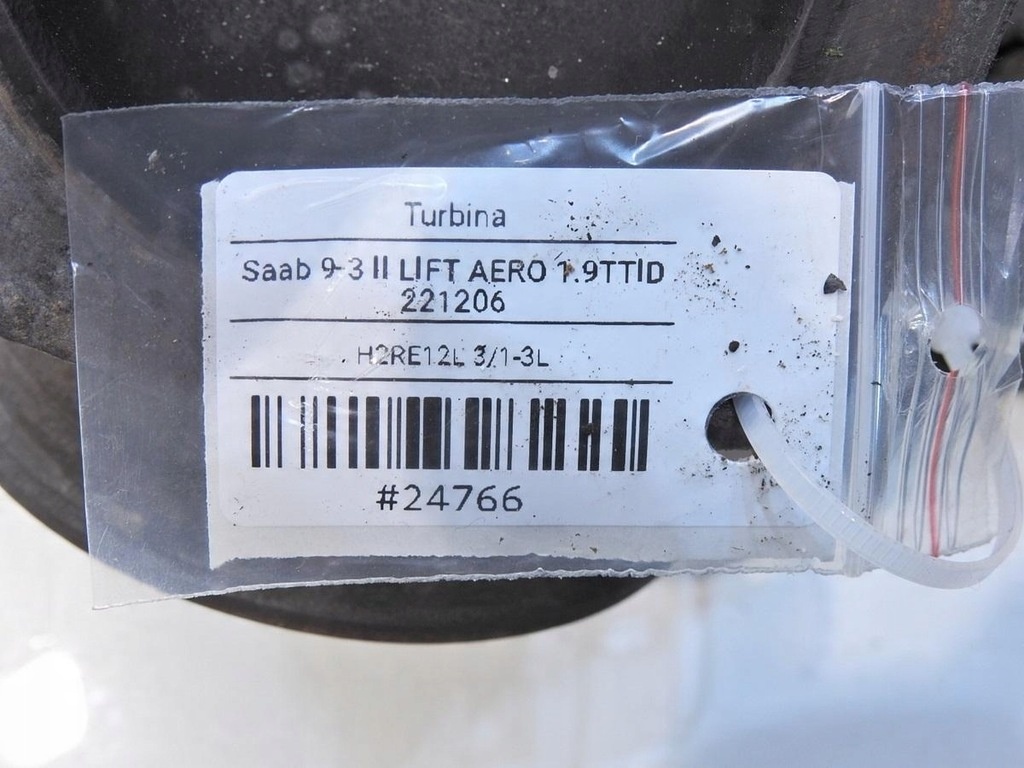 Turbina
Saab 9-3 II LIFT AERO 1.9TTID
221206
H2RE12L 3/1-3L
#24766